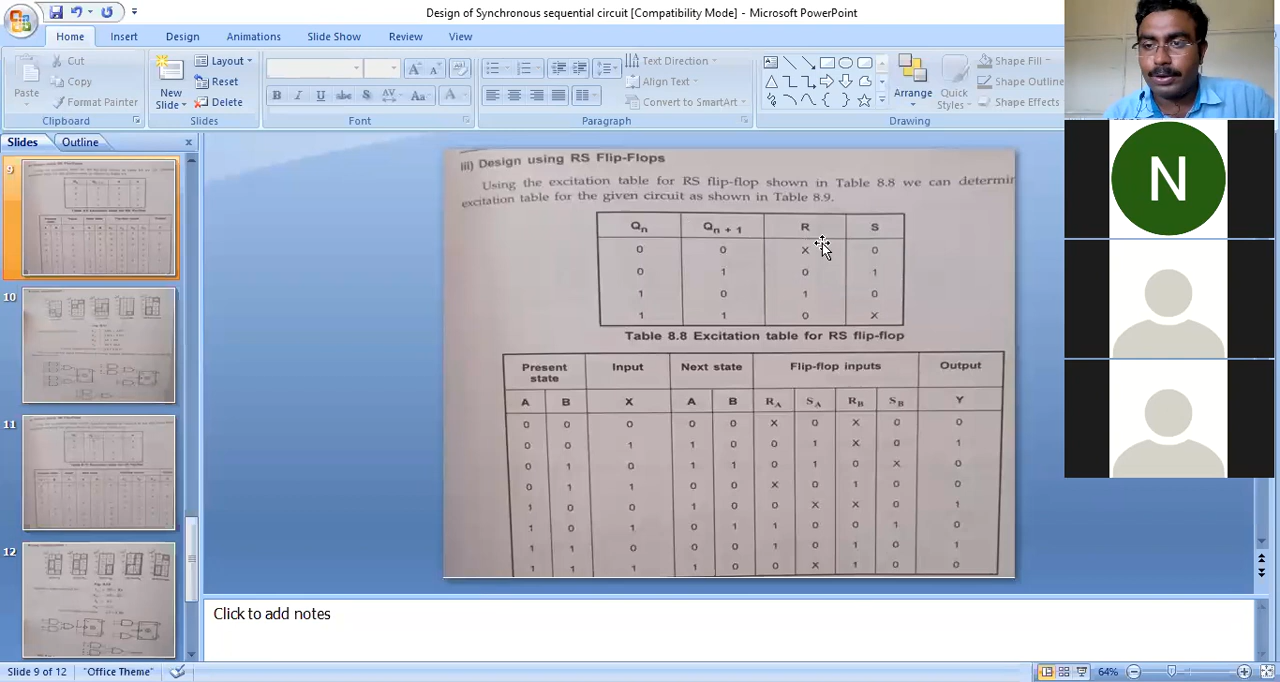 Design of Synchronous sequential circuit [Compatibility Mode] - Microsoft PowerPoint
Home Insert Design Animations Slide Show Review View
Cut
Copy
Format Painter
Paste
Clipboard
New Slide
Layout
Reset
Delete
Slides
Font
Text Direction
Align Text
Convert to SmartArt
Paragraph
Arrange
Quick Styles
Shape Fill
Shape Outline
Shape Effects
Drawing
Slides Outline
9
10
11
12
iii) Design using RS Flip-Flops
Using the excitation table for RS flip-flop shown in Table 8.8 we can determin
excitation table for the given circuit as shown in Table 8.9.
Qn Qn + 1 R S
0 0 X 0
0 1 0 1
1 0 1 0
1 1 0 X
Table 8.8 Excitation table for RS flip-flop
Present state Input Next state Flip-flop inputs Output
A B X A B RA SA RB SB Y
0 0 0 0 0 X 0 X 0 0
0 0 1 1 0 0 1 X 0 1
0 1 0 1 1 0 1 0 X 0
0 1 1 0 0 X 0 1 0 0
1 0 0 1 0 0 X X 0 1
1 0 1 0 1 1 0 0 1 0
1 1 0 0 0 1 0 1 0 1
1 1 1 1 0 0 X 1 0 0
N
Click to add notes
Slide 9 of 12 "Office Theme" 64%